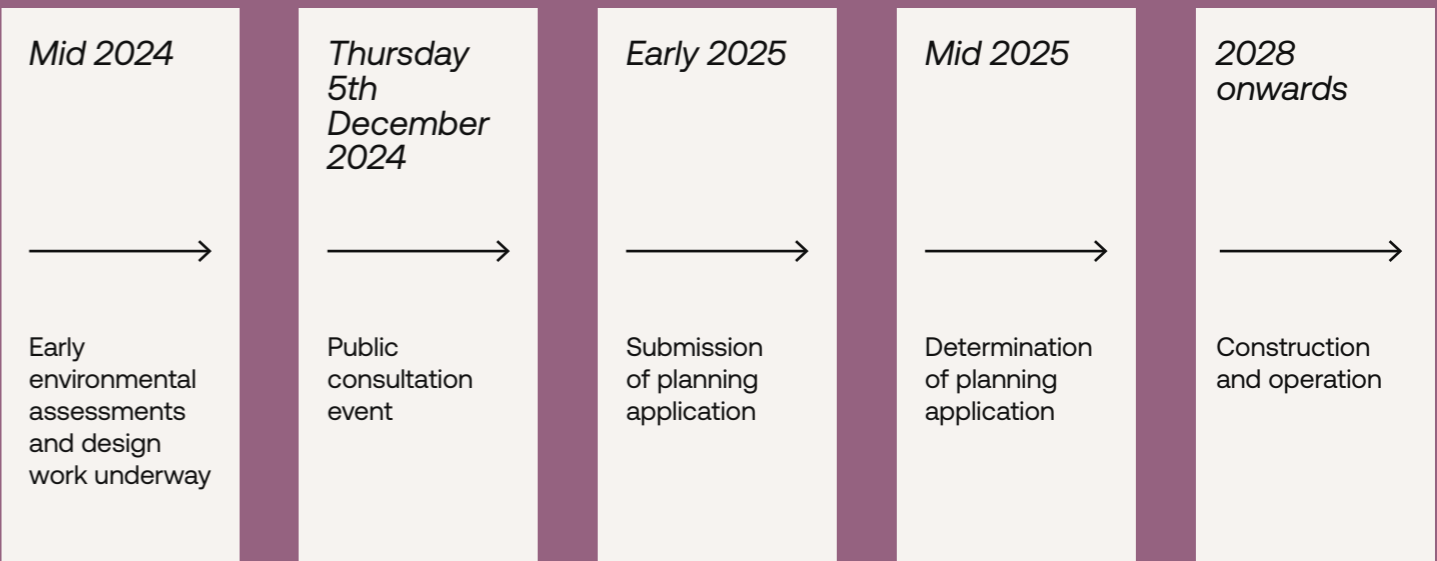 Mid 2024
Early
environmental
assessments
and design
work underway
Thursday
5th
December
2024
Public
consultation
event
Early 2025
Submission
of planning
application
Mid 2025
Determination
of planning
application
2028
onwards
Construction
and operation